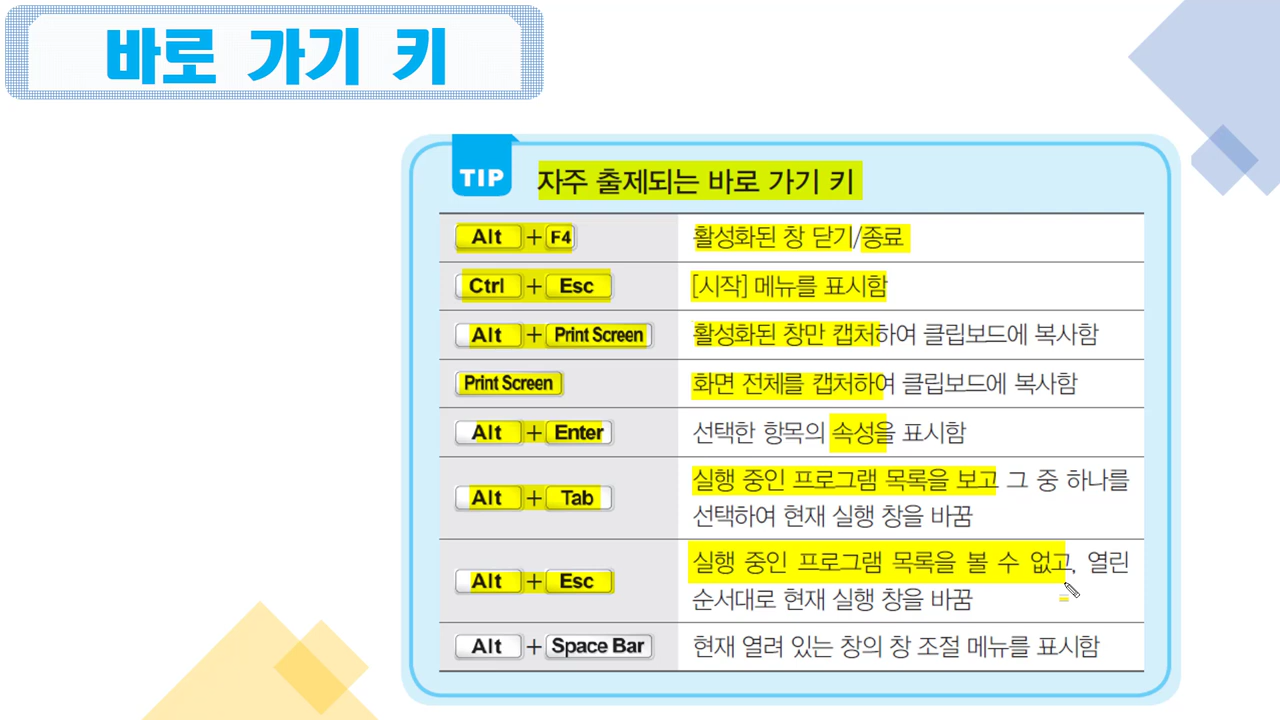 바로 가기 키
TIP 자주 출제되는 바로 가기 키
Alt + F4 활성화된 창 닫기/종료
Ctrl + Esc [시작] 메뉴를 표시함
Alt + Print Screen 활성화된 창만 캡처하여 클립보드에 복사함
Print Screen 화면 전체를 캡처하여 클립보드에 복사함
Alt + Enter 선택한 항목의 속성을 표시함
Alt + Tab 실행 중인 프로그램 목록을 보고 그 중 하나를
선택하여 현재 실행 창을 바꿈
Alt + Esc 실행 중인 프로그램 목록을 볼 수 없고, 열린
순서대로 현재 실행 창을 바꿈
Alt + Space Bar 현재 열려 있는 창의 창 조절 메뉴를 표시함